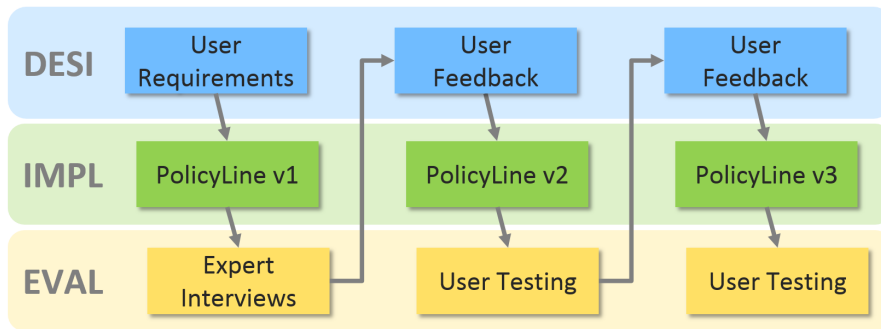 DESI
User
Requirements
User
Feedback
User
Feedback
IMPL
PolicyLine v1
PolicyLine v2
PolicyLine v3
EVAL
Expert
Interviews
User Testing
User Testing